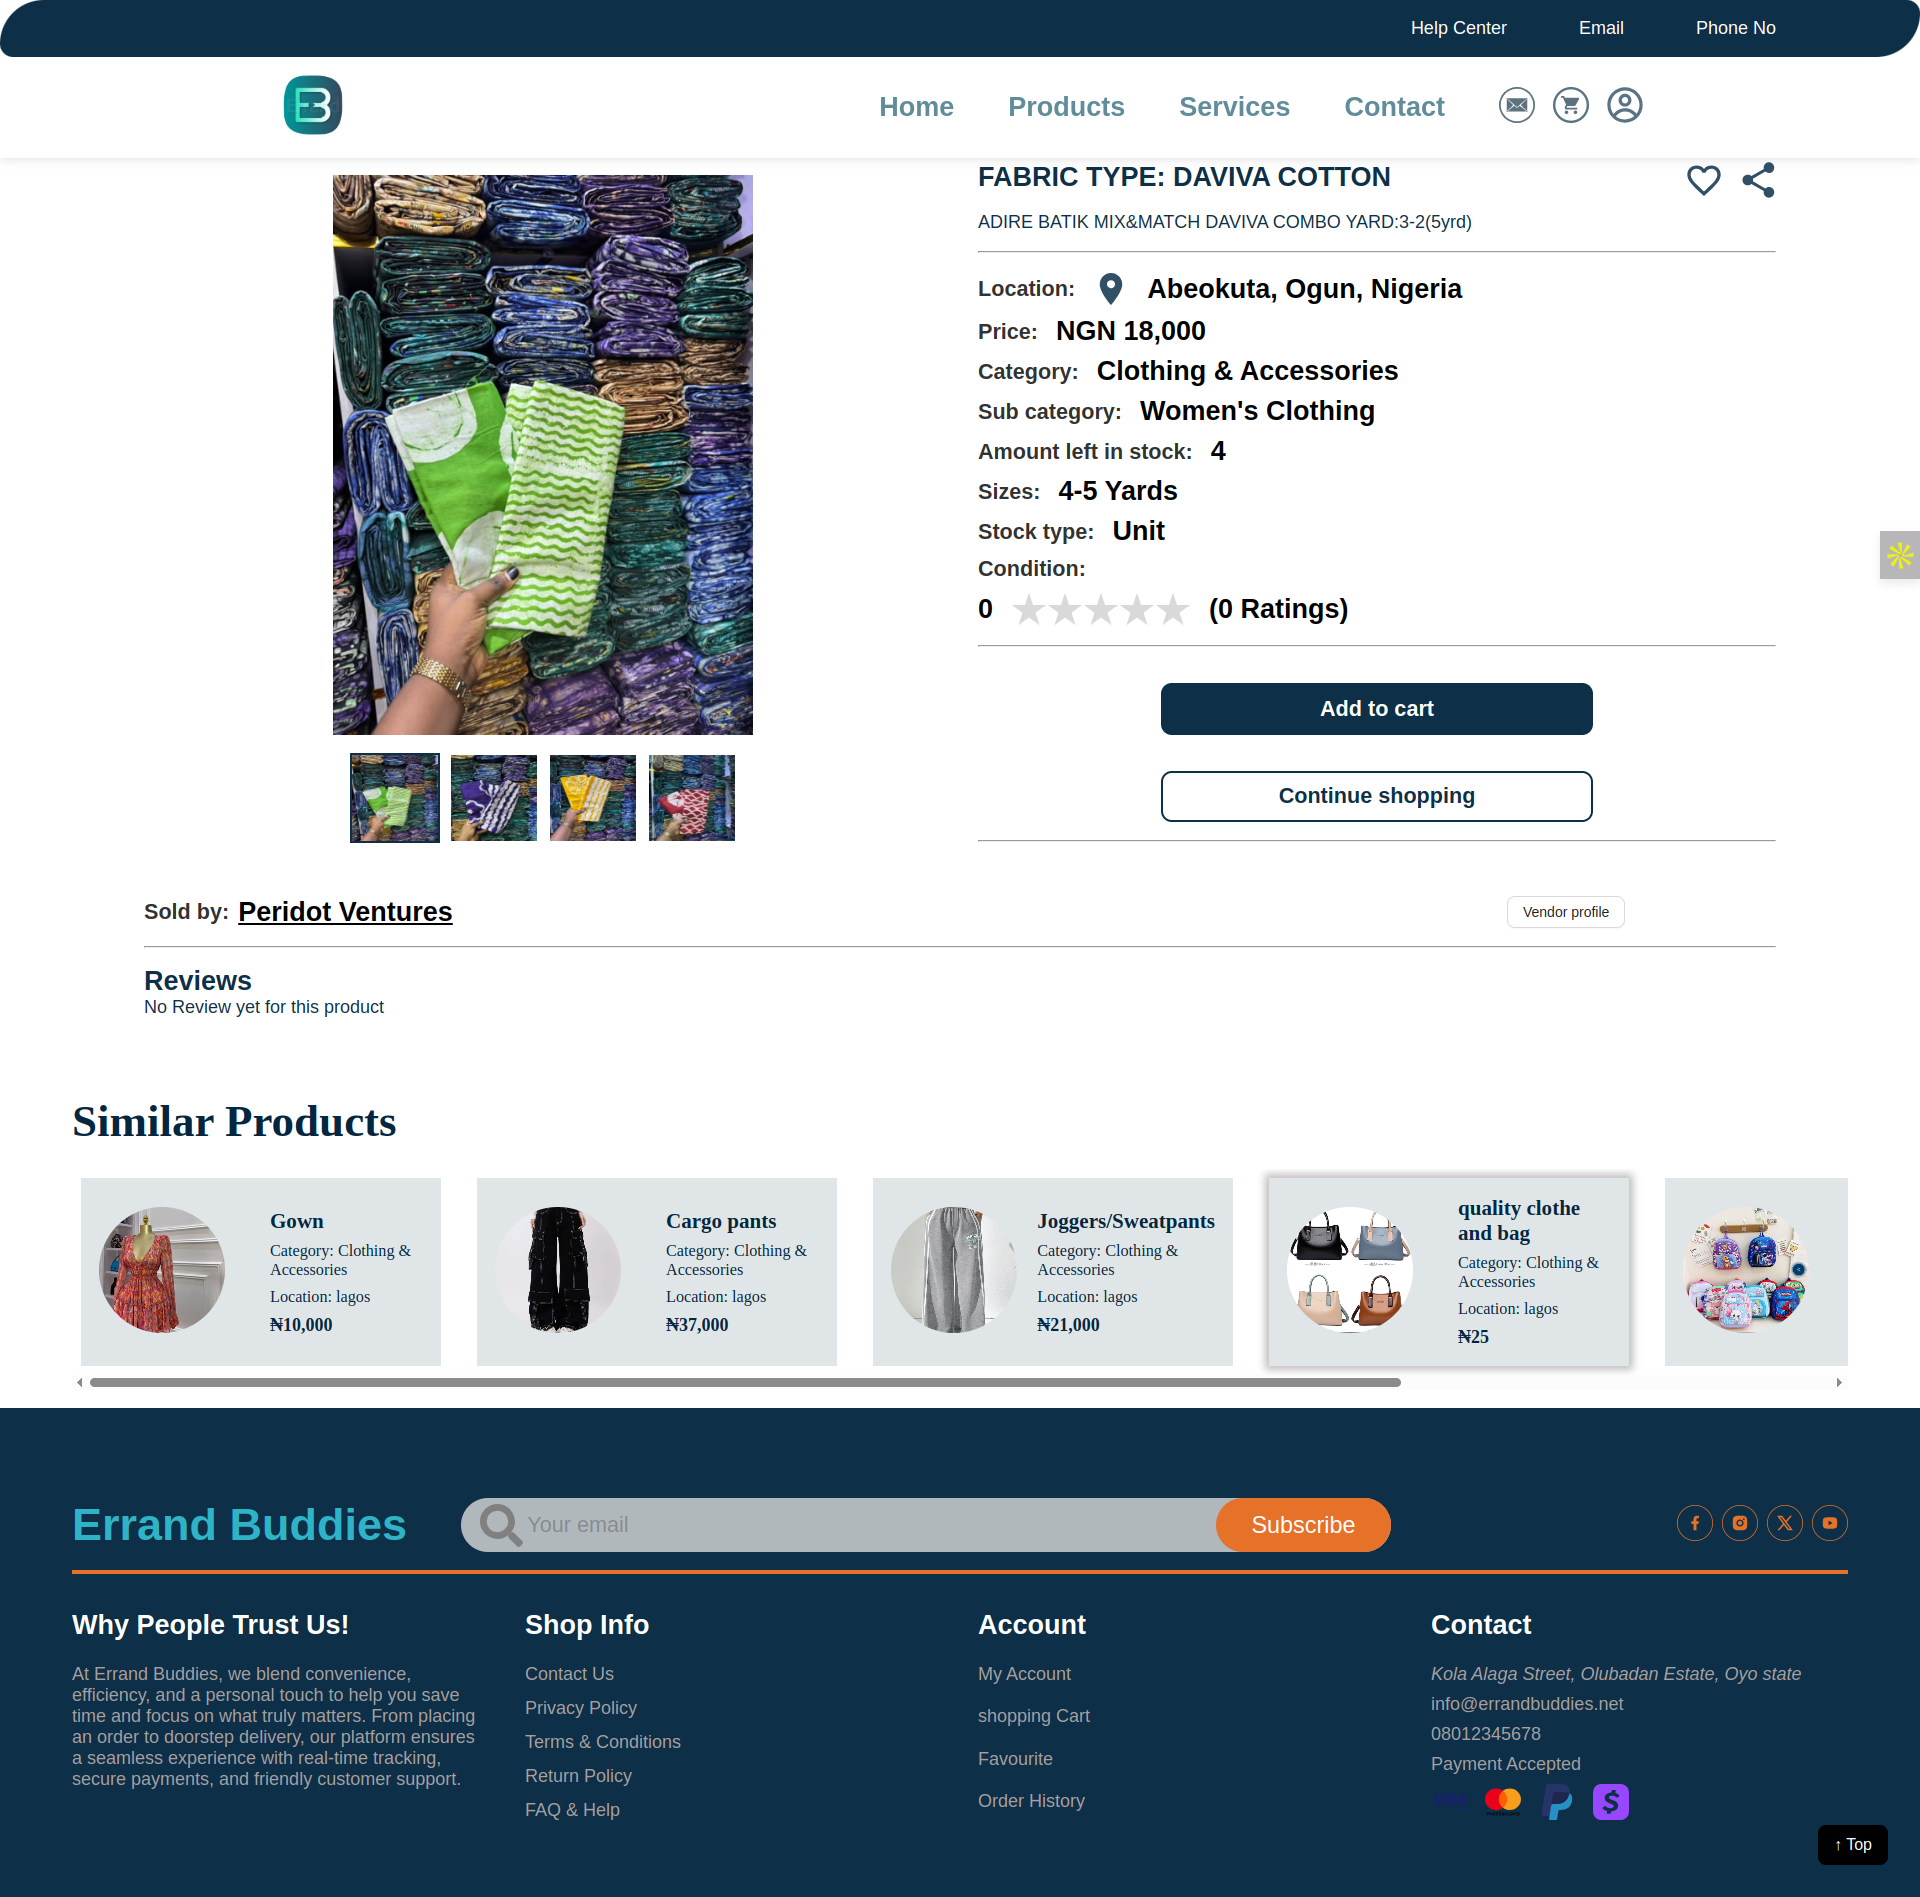 Help Center
Email
Phone No
Home
Products
Services
Contact
FABRIC TYPE: DAVIVA COTTON
ADIRE BATIK MIX&MATCH DAVIVA COMBO YARD:3-2(5yrd)
Location: Abeokuta, Ogun, Nigeria
Price: NGN 18,000
Category: Clothing & Accessories
Sub category: Women's Clothing
Amount left in stock: 4
Sizes: 4-5 Yards
Stock type: Unit
Condition:
0 (0 Ratings)
Add to cart
Continue shopping
Sold by: Peridot Ventures
Vendor profile
Reviews
No Review yet for this product
Similar Products
Gown
Category: Clothing &
Accessories
Location: lagos
₦10,000
Cargo pants
Category: Clothing &
Accessories
Location: lagos
₦37,000
Joggers/Sweatpants
Category: Clothing &
Accessories
Location: lagos
₦21,000
quality clothe
and bag
Category: Clothing &
Accessories
Location: lagos
₦25
Errand Buddies
Your email
Subscribe
Why People Trust Us!
At Errand Buddies, we blend convenience,
efficiency, and a personal touch to help you save
time and focus on what truly matters. From placing
an order to doorstep delivery, our platform ensures
a seamless experience with real-time tracking,
secure payments, and friendly customer support.
Shop Info
Contact Us
Privacy Policy
Terms & Conditions
Return Policy
FAQ & Help
Account
My Account
shopping Cart
Favourite
Order History
Contact
Kola Alaga Street, Olubadan Estate, Oyo state
info@errandbuddies.net
08012345678
Payment Accepted
↑ Top